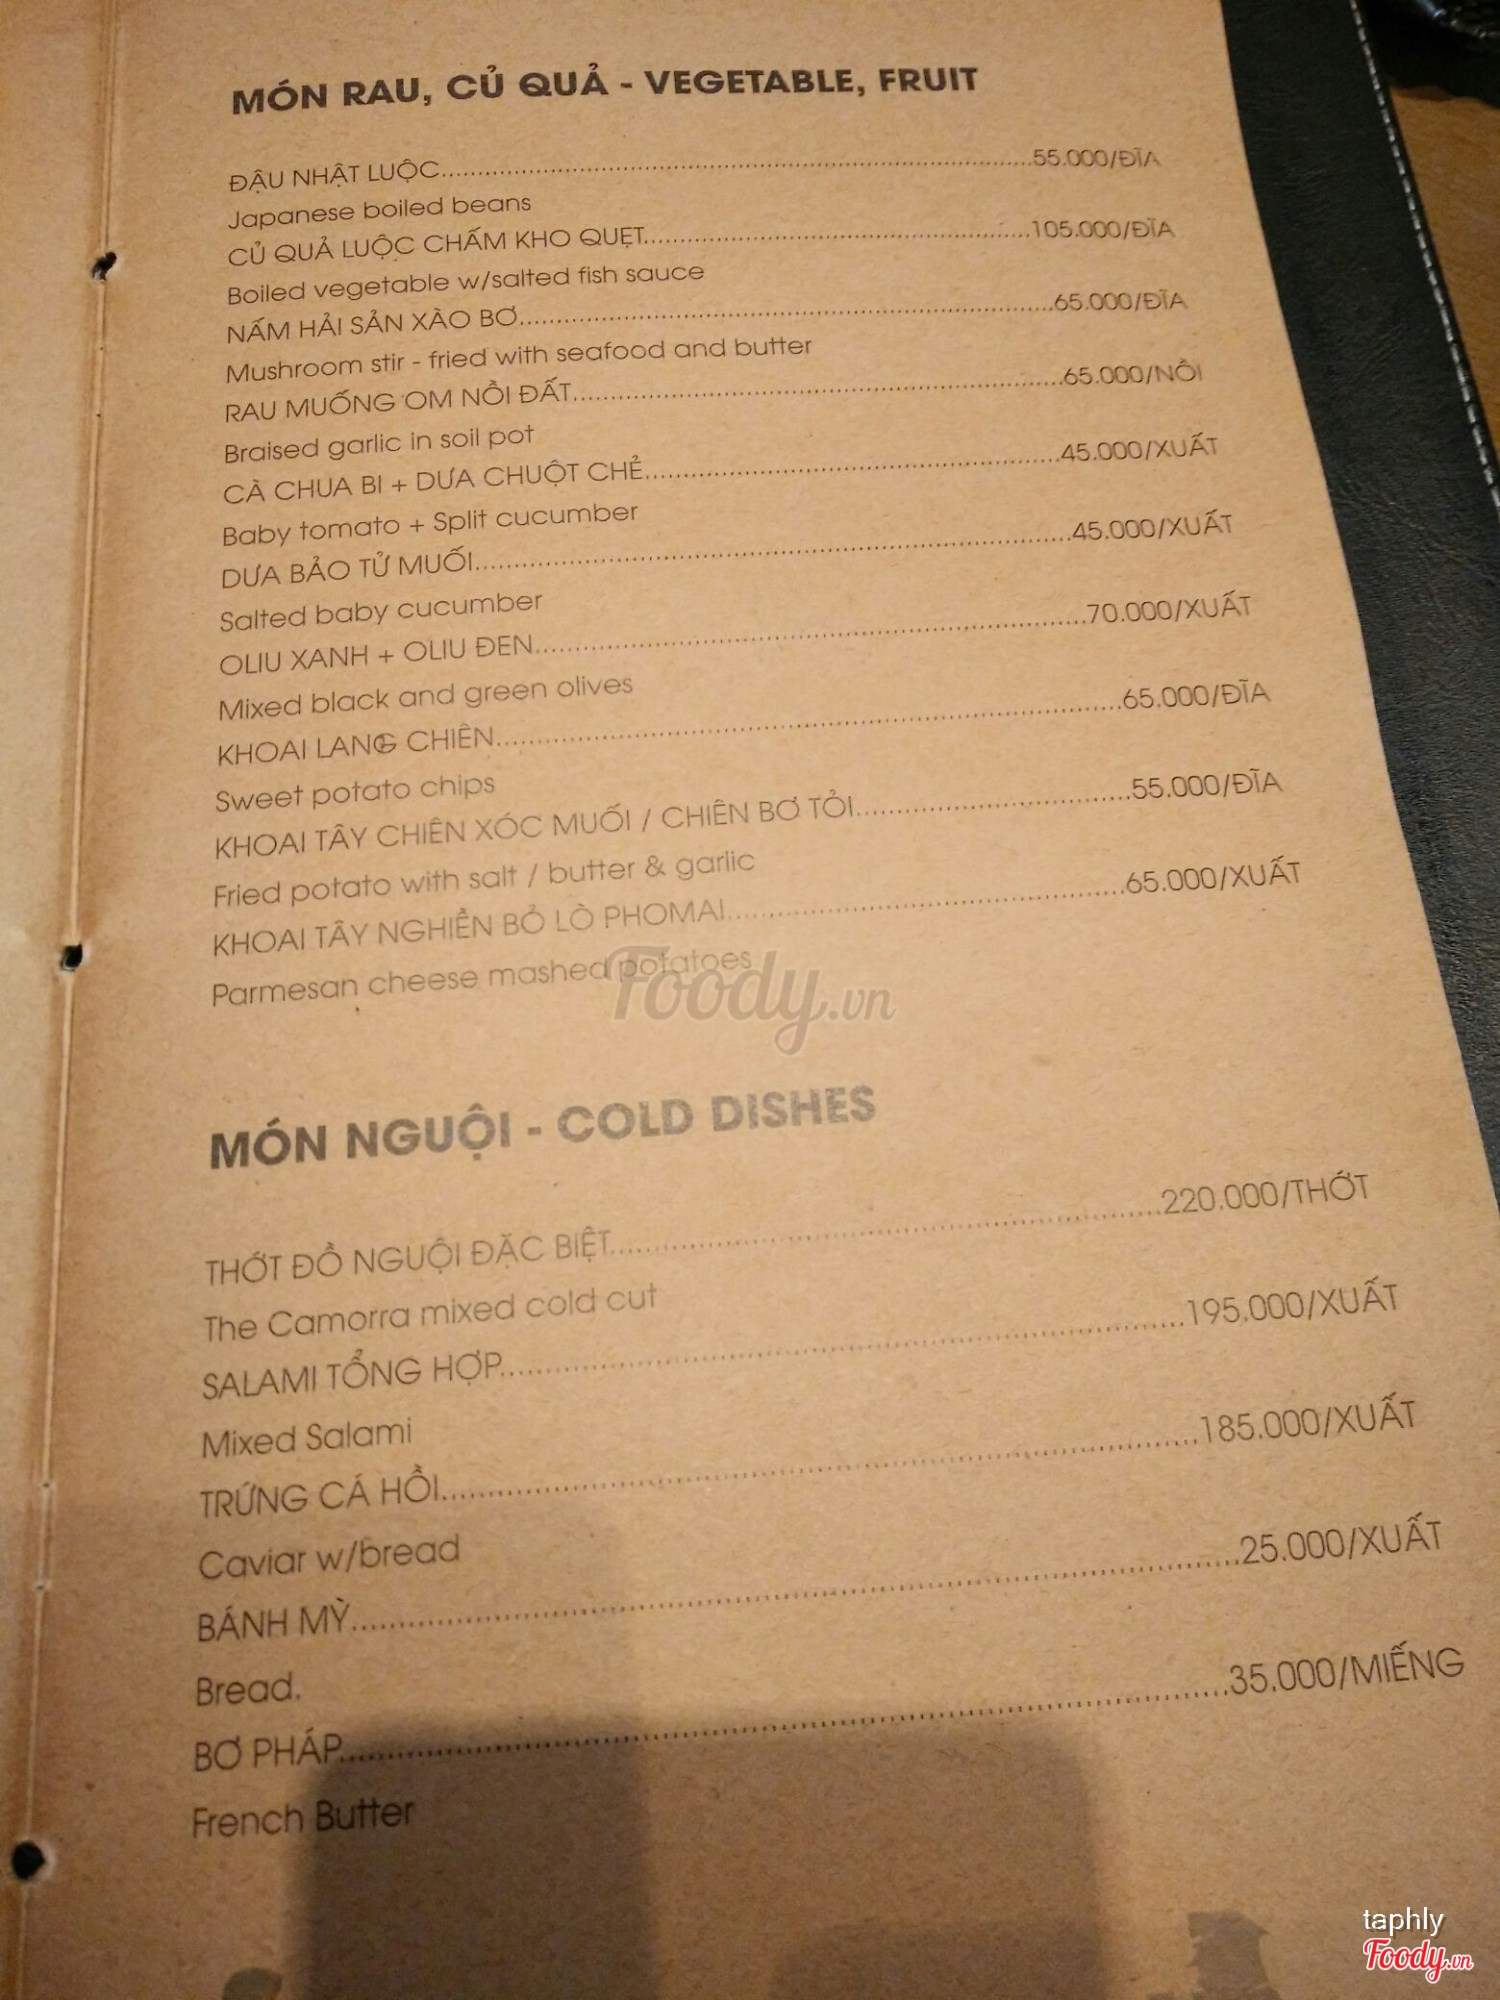 MÓN RAU, CỦ QUẢ - VEGETABLE, FRUIT
ĐẬU NHẬT LUỘC........55.000/ĐĨA
Japanese boiled beans
CỦ QUẢ LUỘC CHẤM KHO QUẸT........105.000/ĐĨA
Boiled vegetable w/salted fish sauce
NẤM HẢI SẢN XÀO BƠ........65.000/ĐĨA
Mushroom stir - fried with seafood and butter
RAU MUỐNG OM NỒI ĐẤT........65.000/NỒI
Braised garlic in soil pot
CÀ CHUA BI + DƯA CHUỘT CHẺ........45.000/XUẤT
Baby tomato + Split cucumber
DƯA BẢO TỬ MUỐI........45.000/XUẤT
Salted baby cucumber
OLIU XANH + OLIU ĐEN........70.000/XUẤT
Mixed black and green olives
KHOAI LANG CHIÊN........65.000/ĐĨA
Sweet potato chips
KHOAI TÂY CHIÊN XÓC MUỐI / CHIÊN BƠ TỎI........55.000/ĐĨA
Fried potato with salt / butter & garlic
KHOAI TÂY NGHIỀN BỎ LÒ PHOMAI........65.000/XUẤT
Parmesan cheese mashed potatoes
Foody.vn
MÓN NGUỘI - COLD DISHES
THỚT ĐỒ NGUỘI ĐẶC BIỆT........220.000/THỚT
The Camorra mixed cold cut
SALAMI TỔNG HỢP........195.000/XUẤT
Mixed Salami
TRỨNG CÁ HỒI........185.000/XUẤT
Caviar w/bread
BÁNH MỲ........25.000/XUẤT
Bread.
BƠ PHÁP........35.000/MIẾNG
French Butter
taphly
Foody.vn